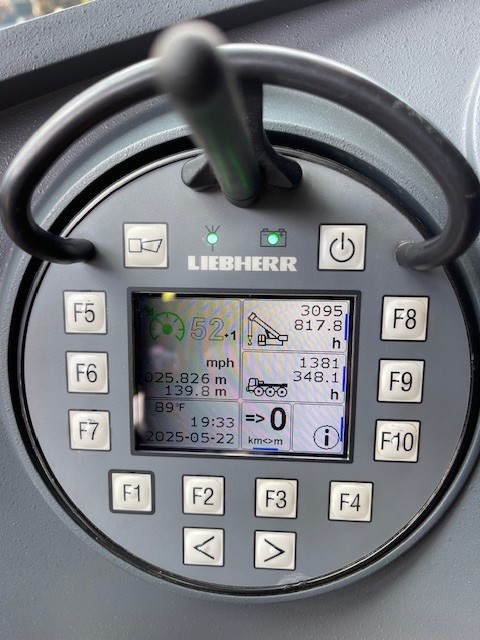 LIEBHERR
F5
F6
F7
F8
F9
F10
52+1
mph
025.826 m
139.8 m
3095
817.8
h
1381
348.1
h
89°F
19:33
2025-05-22
=>0
km<>m
i
F1
F2
F3
F4
<
>